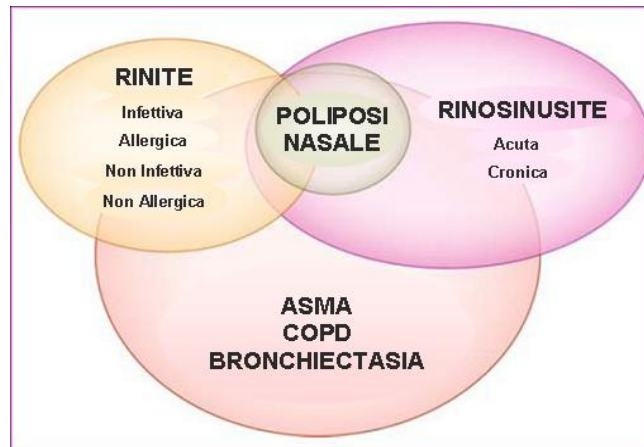 RINITE
Infettiva
Allergica
Non Infettiva
Non Allergica
POLIPOSI
NASALE
RINOSINUSITE
Acuta
Cronica
ASMA
COPD
BRONCHIECTASIA